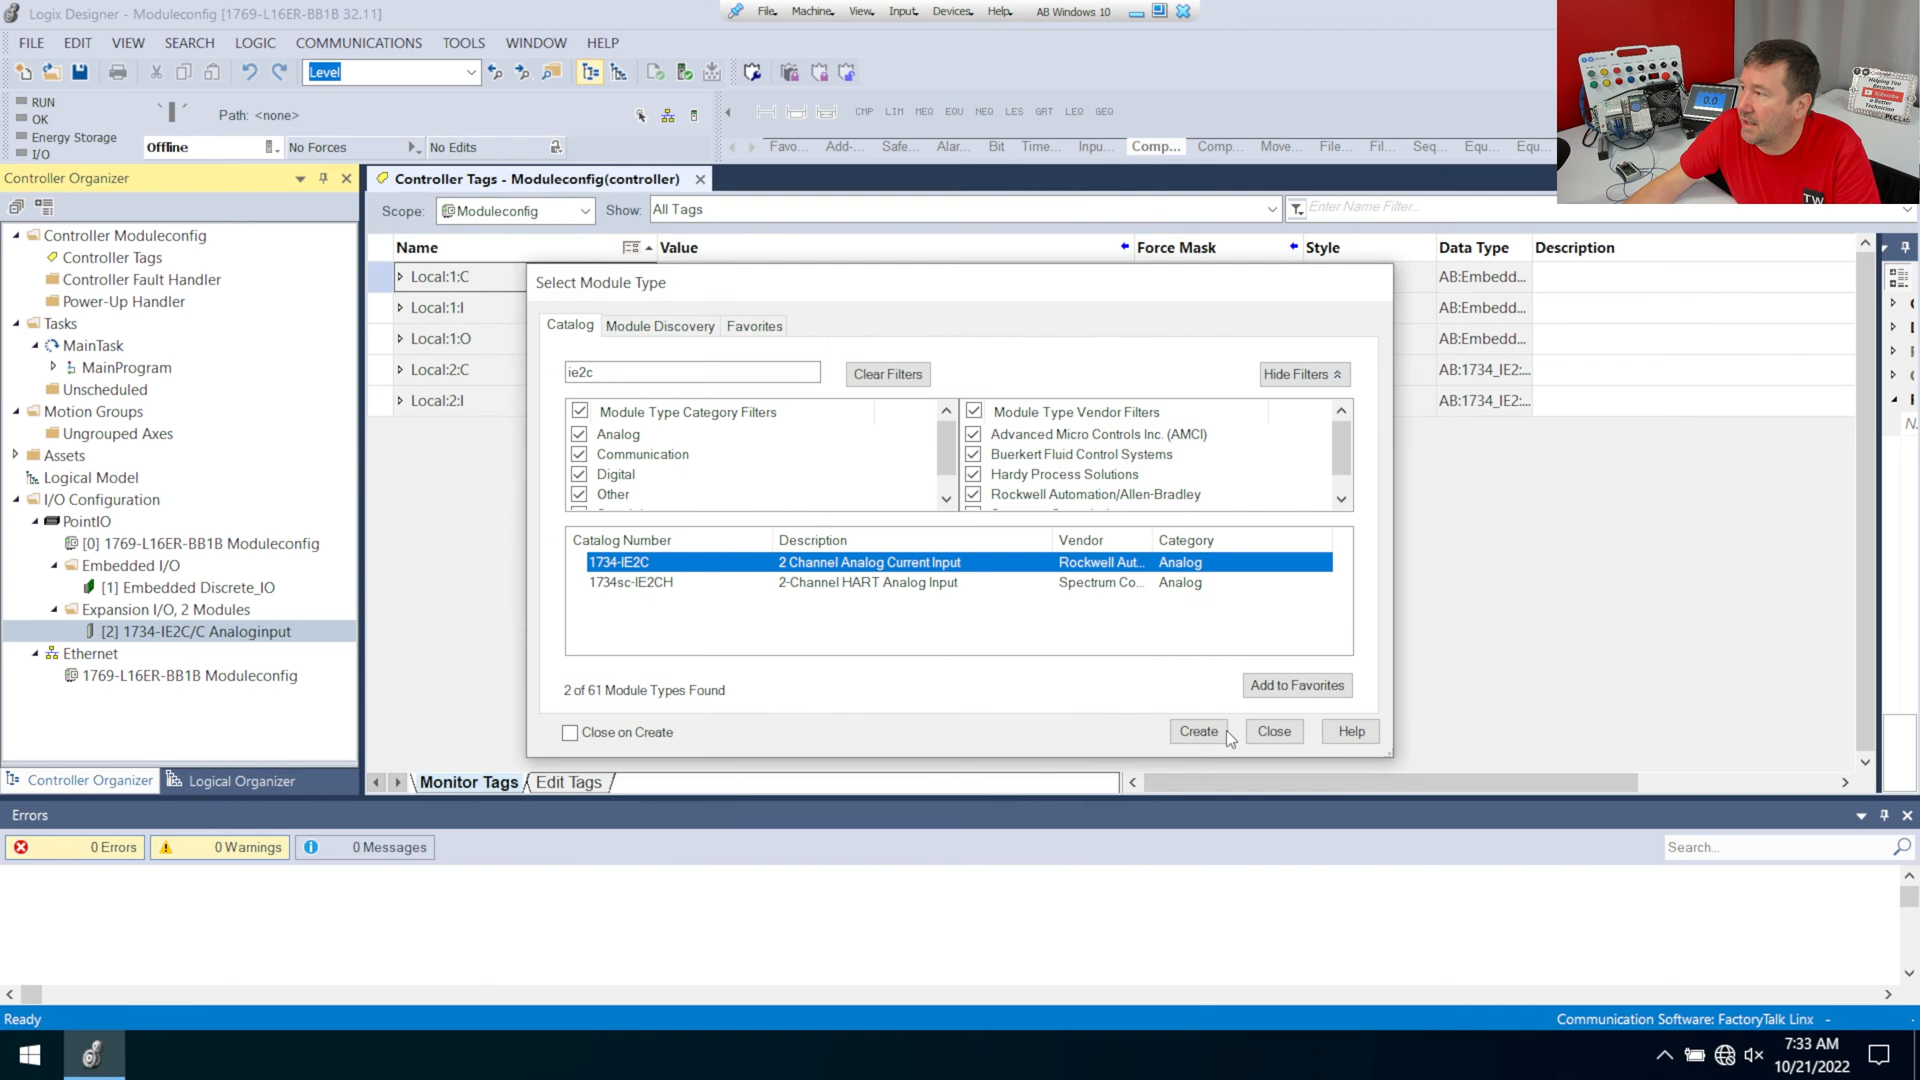 Logix Designer - Moduleconfig [1769-L16ER-BB1B 32.11]
File Machine View Input Devices Help AB Windows 10
FILE EDIT VIEW SEARCH LOGIC COMMUNICATIONS TOOLS WINDOW HELP
Level
RUN
OK
Energy Storage
I/O
Path: <none>
Offline No Forces No Edits
CMP LIM MEQ EQU NEQ LES GRT LEQ GEQ
Favo... Add-... Safe... Alar... Bit Time... Inpu... Comp... Comp... Move... File... Fil... Seq... Equ... Equ...
Helping You Become a Better Technician
Subscribe
0.0
TW
Controller Organizer
Controller Moduleconfig
Controller Tags
Controller Fault Handler
Power-Up Handler
Tasks
MainTask
MainProgram
Unscheduled
Motion Groups
Ungrouped Axes
Assets
Logical Model
I/O Configuration
PointIO
[0] 1769-L16ER-BB1B Moduleconfig
Embedded I/O
[1] Embedded Discrete_IO
Expansion I/O, 2 Modules
[2] 1734-IE2C/C Analoginput
Ethernet
1769-L16ER-BB1B Moduleconfig
Controller Organizer Logical Organizer
Controller Tags - Moduleconfig(controller)
Scope: Moduleconfig Show: All Tags Enter Name Filter...
Name Value Force Mask Style Data Type Description
Local:1:C AB:Embedd...
Local:1:I AB:Embedd...
Local:1:O AB:Embedd...
Local:2:C AB:1734_IE2:...
Local:2:I AB:1734_IE2:...
Select Module Type
Catalog Module Discovery Favorites
ie2c Clear Filters Hide Filters
Module Type Category Filters
Analog
Communication
Digital
Other
Module Type Vendor Filters
Advanced Micro Controls Inc. (AMCI)
Buerkert Fluid Control Systems
Hardy Process Solutions
Rockwell Automation/Allen-Bradley
Catalog Number Description Vendor Category
1734-IE2C 2 Channel Analog Current Input Rockwell Aut... Analog
1734sc-IE2CH 2-Channel HART Analog Input Spectrum Co... Analog
2 of 61 Module Types Found
Add to Favorites
Close on Create
Create Close Help
Monitor Tags Edit Tags
Errors
0 Errors 0 Warnings 0 Messages
Search...
Ready
Communication Software: FactoryTalk Linx
7:33 AM
10/21/2022